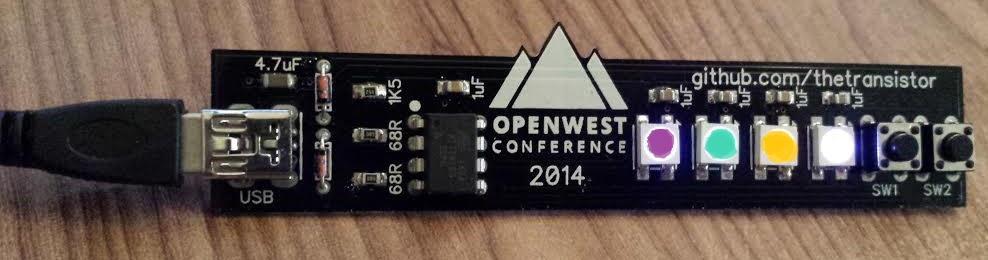 4.7uF
1K5
68R
68R
USB
1uF
OPENWEST
CONFERENCE
2014
github.com/thetransistor
1uF
1uF
1uF
1uF
SW1
SW2